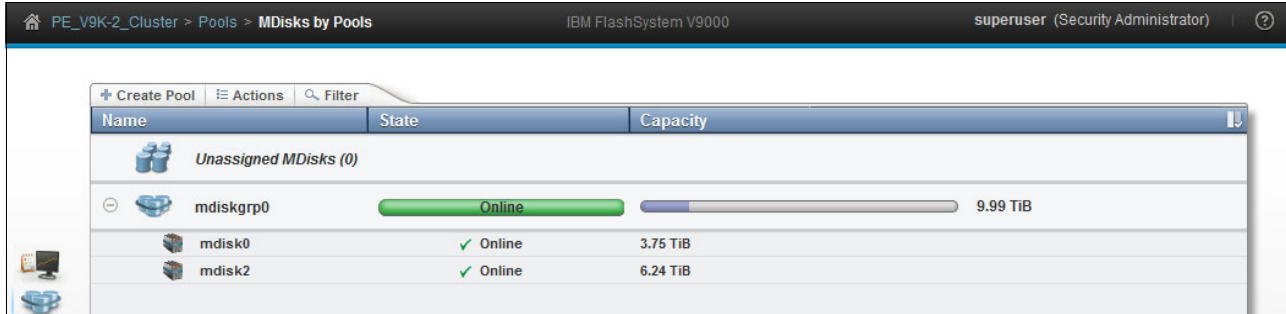 PE_V9K-2_Cluster > Pools > MDisks by Pools IBM FlashSystem V9000 superuser (Security Administrator) ?
Create Pool Actions Filter
Name State Capacity
Unassigned MDisks (0)
mdiskgrp0 Online 9.99 TiB
mdisk0 Online 3.75 TiB
mdisk2 Online 6.24 TiB